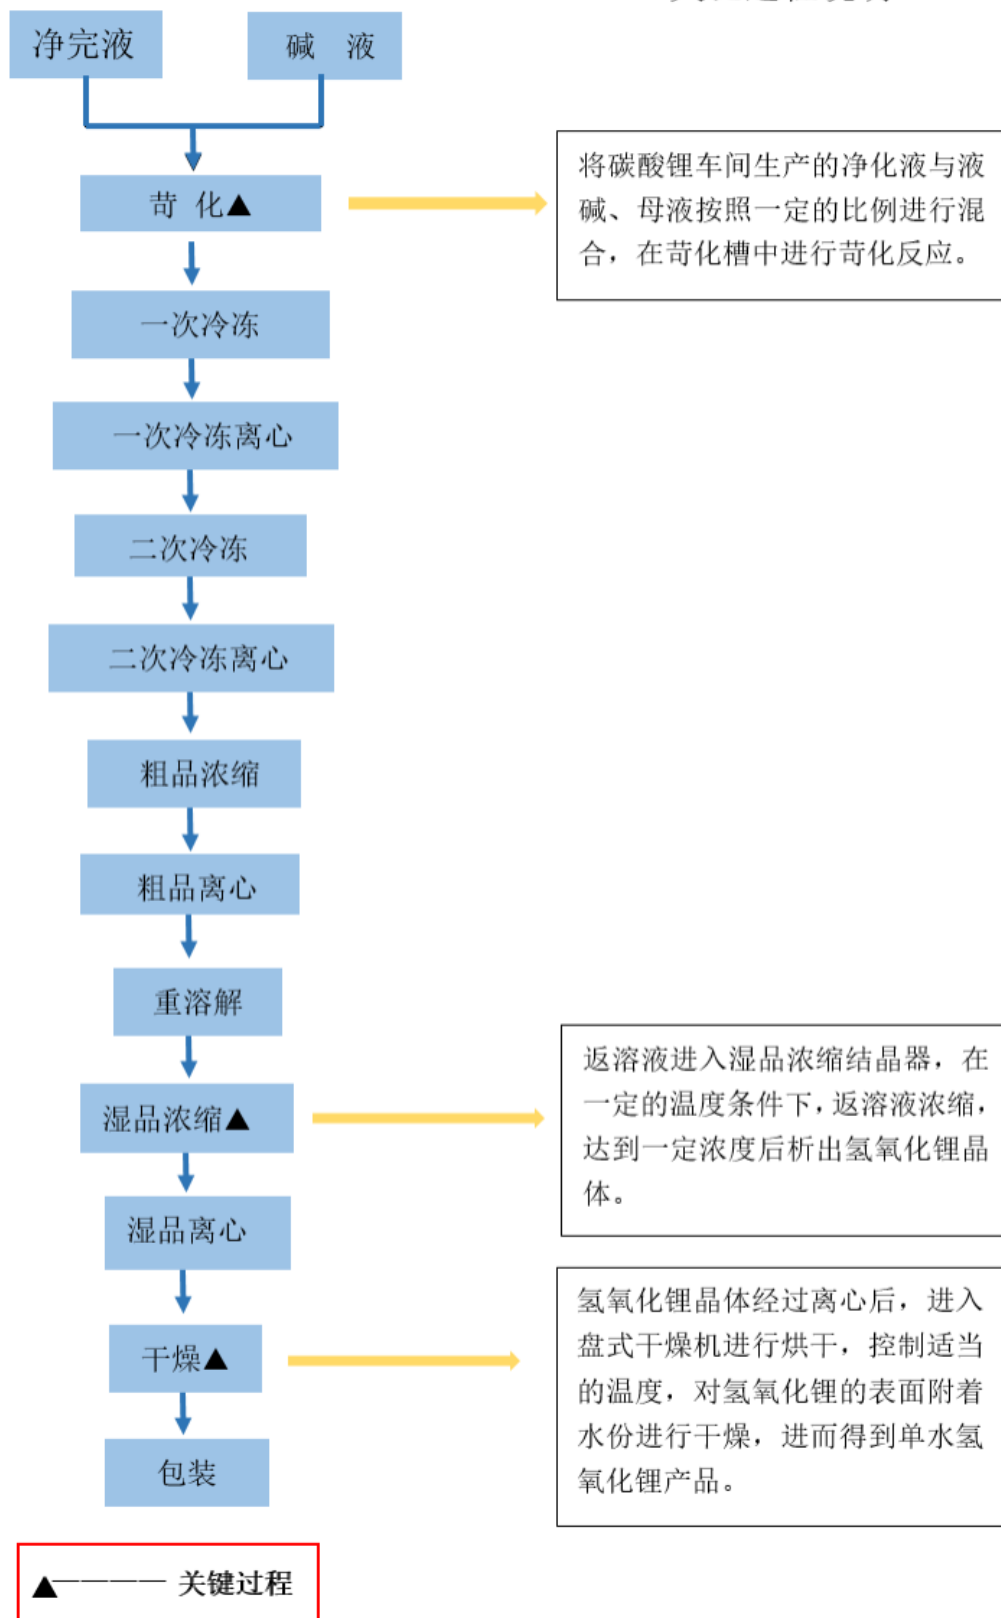 净完液
碱 液
苛 化▲
将碳酸锂车间生产的净化液与液
碱、母液按照一定的比例进行混
合，在苛化槽中进行苛化反应。
一次冷冻
一次冷冻离心
二次冷冻
二次冷冻离心
粗品浓缩
粗品离心
重溶解
湿品浓缩▲
返溶液进入湿品浓缩结晶器，在
一定的温度条件下，返溶液浓缩，
达到一定浓度后析出氢氧化锂晶
体。
湿品离心
干燥▲
氢氧化锂晶体经过离心后，进入
盘式干燥机进行烘干，控制适当
的温度，对氢氧化锂的表面附着
水份进行干燥，进而得到单水氢
氧化锂产品。
包装
▲———— 关键过程